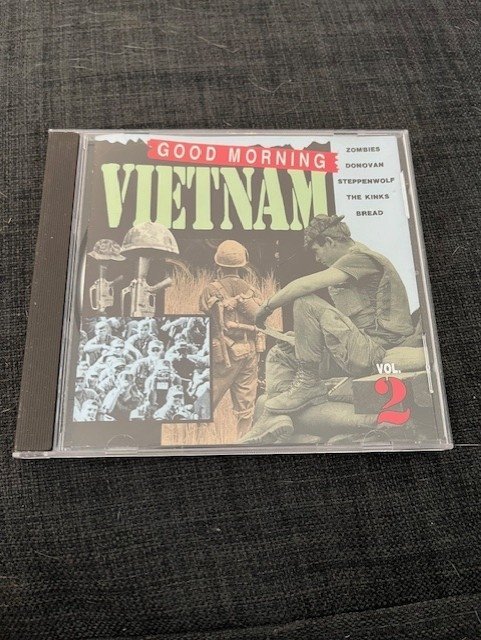 GOOD MORNING
VIETNAM
ZOMBIES
DONOVAN
STEPPENWOLF
THE KINKS
BREAD
VOL.
2